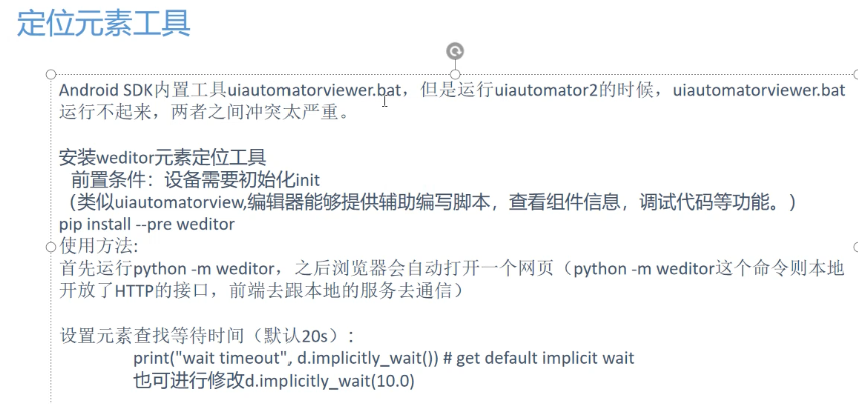 定位元素工具
Android SDK内置工具uiautomatorviewer.bat，但是运行uiautomator2的时候，uiautomatorviewer.bat
运行不起来，两者之间冲突太严重。
安装weditor元素定位工具
前置条件：设备需要初始化init
（类似uiautomatorview,编辑器能够提供辅助编写脚本，查看组件信息，调试代码等功能。）
pip install --pre weditor
使用方法:
首先运行python -m weditor，之后浏览器会自动打开一个网页（python -m weditor这个命令则本地
开放了HTTP的接口，前端去跟本地的服务去通信）
设置元素查找等待时间（默认20s）：
print("wait timeout", d.implicitly_wait()) # get default implicit wait
也可进行修改d.implicitly_wait(10.0)